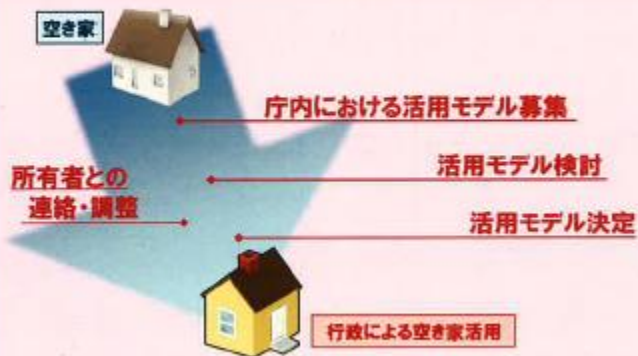 空き家
庁内における活用モデル募集
活用モデル検討
所有者との
連絡・調整
活用モデル決定
行政による空き家活用